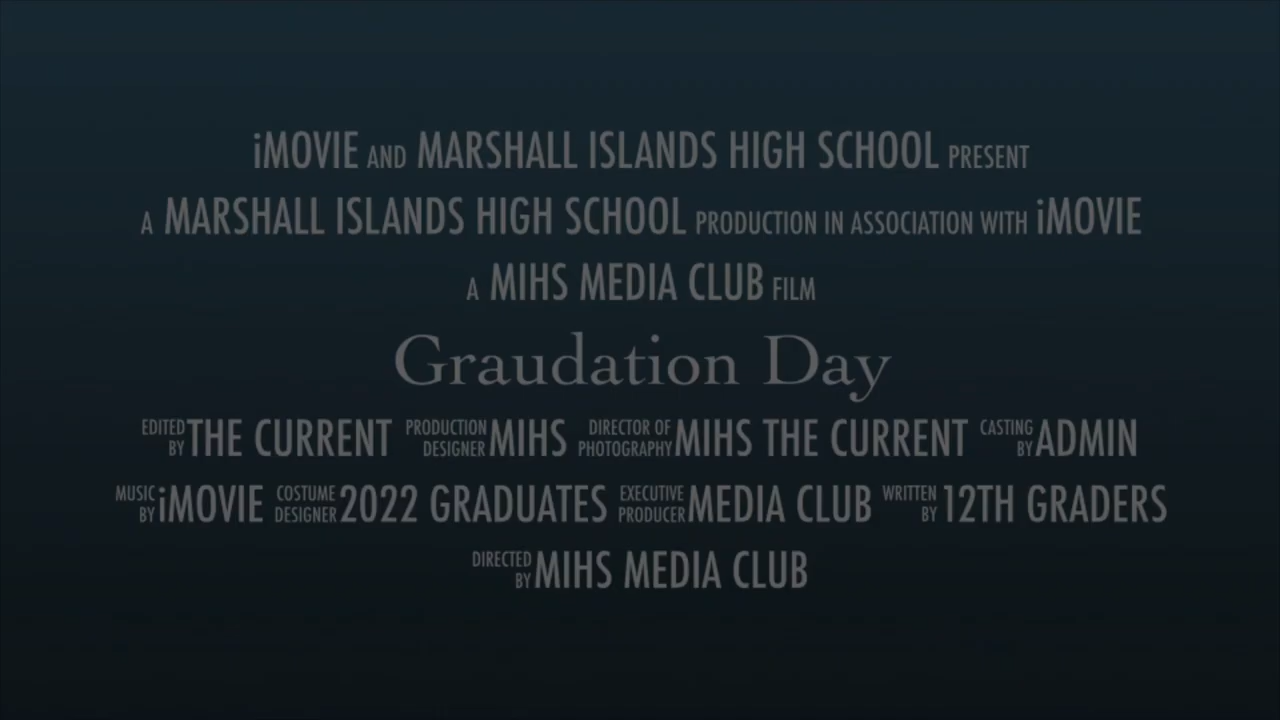 iMOVIE AND MARSHALL ISLANDS HIGH SCHOOL PRESENT
A MARSHALL ISLANDS HIGH SCHOOL PRODUCTION IN ASSOCIATION WITH iMOVIE
A MIHS MEDIA CLUB FILM
Graudation Day
EDITED BY THE CURRENT PRODUCTION DESIGNER MIHS DIRECTOR OF PHOTOGRAPHY MIHS THE CURRENT CASTING BY ADMIN
MUSIC BY iMOVIE COSTUME DESIGNER 2022 GRADUATES EXECUTIVE PRODUCER MEDIA CLUB WRITTEN BY 12TH GRADERS
DIRECTED BY MIHS MEDIA CLUB